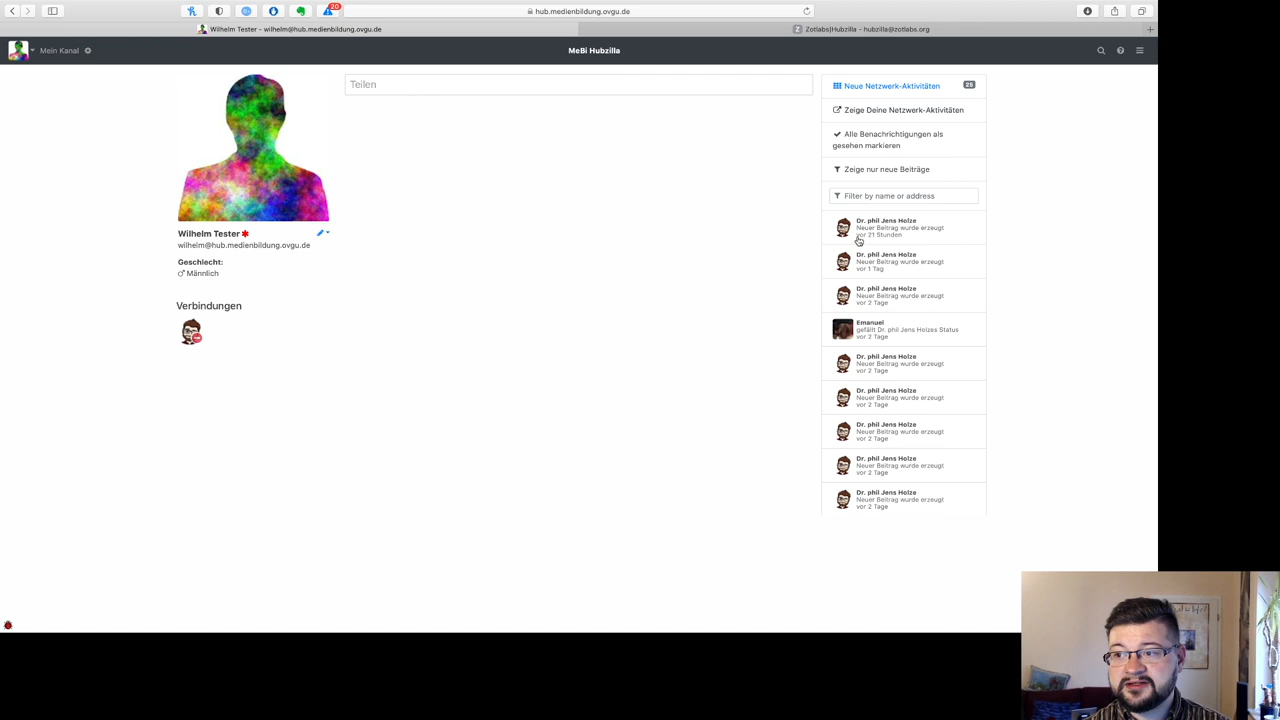 20
hub.medienbildung.ovgu.de
Wilhelm Tester - wilhelm@hub.medienbildung.ovgu.de
Zotlabs|Hubzilla - hubzilla@zotlabs.org
Mein Kanal
MeBi Hubzilla
Teilen
Wilhelm Tester
wilhelm@hub.medienbildung.ovgu.de
Geschlecht:
Männlich
Verbindungen
Neue Netzwerk-Aktivitäten 25
Zeige Deine Netzwerk-Aktivitäten
Alle Benachrichtigungen als
gesehen markieren
Zeige nur neue Beiträge
Filter by name or address
Dr. phil Jens Holze
Neuer Beitrag wurde erzeugt
vor 21 Stunden
Dr. phil Jens Holze
Neuer Beitrag wurde erzeugt
vor 1 Tag
Dr. phil Jens Holze
Neuer Beitrag wurde erzeugt
vor 2 Tage
Emanuel
gefällt Dr. phil Jens Holzes Status
vor 2 Tage
Dr. phil Jens Holze
Neuer Beitrag wurde erzeugt
vor 2 Tage
Dr. phil Jens Holze
Neuer Beitrag wurde erzeugt
vor 2 Tage
Dr. phil Jens Holze
Neuer Beitrag wurde erzeugt
vor 2 Tage
Dr. phil Jens Holze
Neuer Beitrag wurde erzeugt
vor 2 Tage
Dr. phil Jens Holze
Neuer Beitrag wurde erzeugt
vor 2 Tage